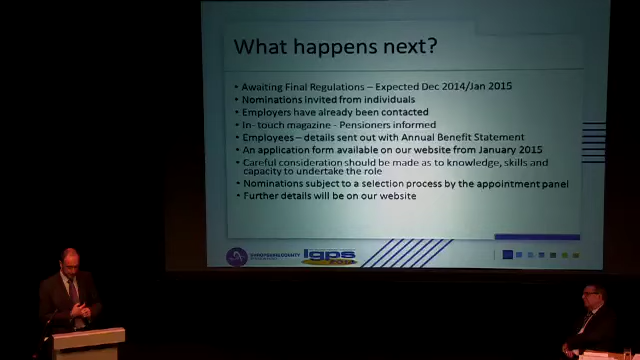 What happens next?
• Awaiting Final Regulations – Expected Dec 2014/Jan 2015
• Nominations invited from individuals
• Employers have already been contacted
• In-touch magazine - Pensioners informed
• Employees – details sent out with Annual Benefit Statement
• An application form available on our website from January 2015
• Careful consideration should be made as to knowledge, skills and
capacity to undertake the role
• Nominations subject to a selection process by the appointment panel
• Further details will be on our website
lgps